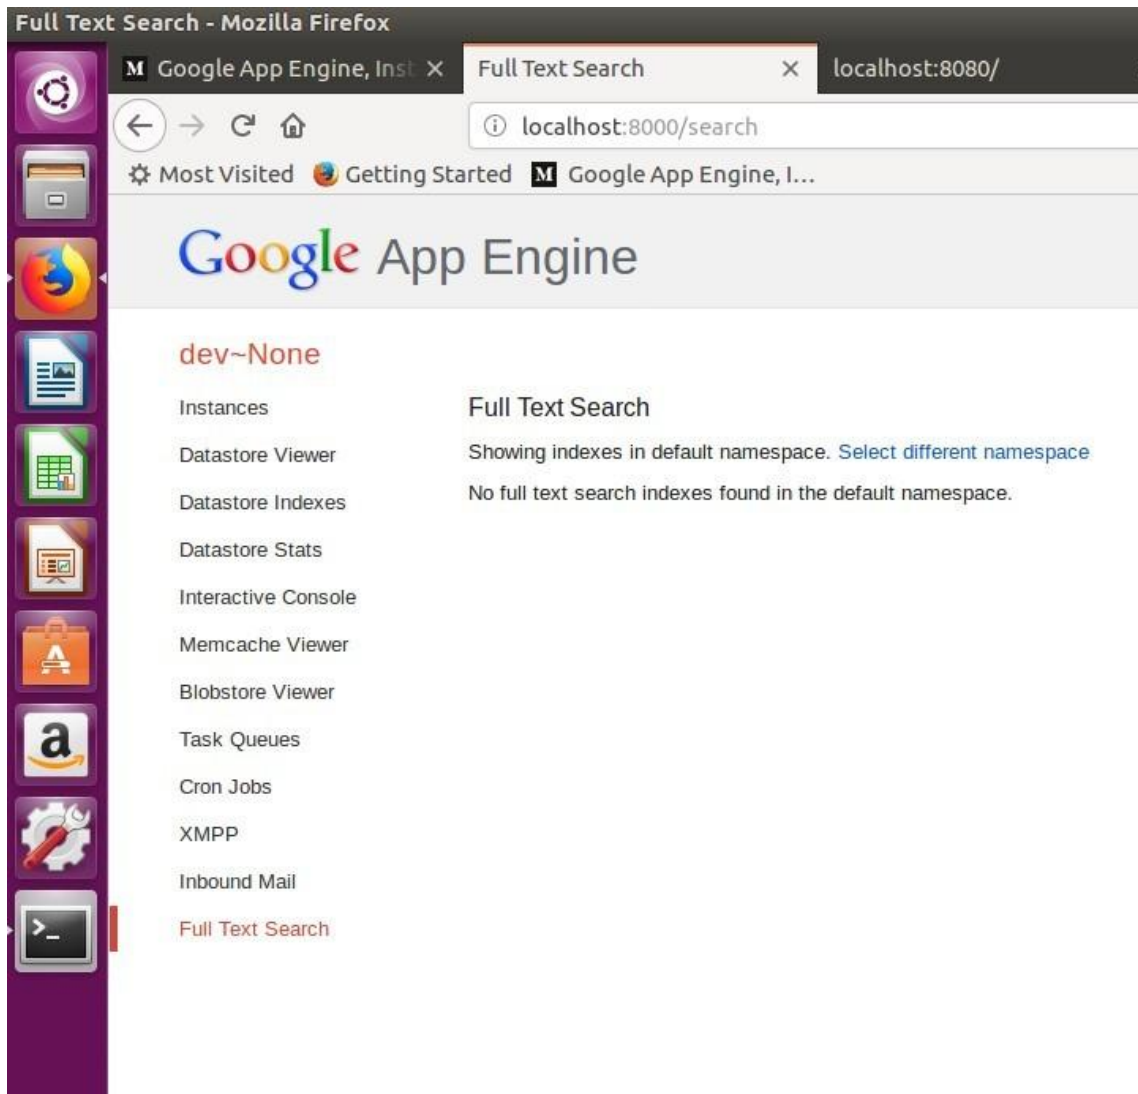 Full Text Search - Mozilla Firefox
M Google App Engine, Inst
Full Text Search
localhost:8080/
localhost:8000/search
Most Visited Getting Started M Google App Engine, I...
Google App Engine
dev~None
Instances
Datastore Viewer
Datastore Indexes
Datastore Stats
Interactive Console
Memcache Viewer
Blobstore Viewer
Task Queues
Cron Jobs
XMPP
Inbound Mail
Full Text Search
Full Text Search
Showing indexes in default namespace. Select different namespace
No full text search indexes found in the default namespace.